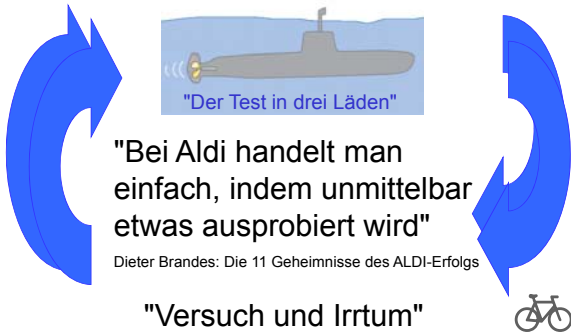 "Der Test in drei Läden"
"Bei Aldi handelt man
einfach, indem unmittelbar
etwas ausprobiert wird"
Dieter Brandes: Die 11 Geheimnisse des ALDI-Erfolgs
"Versuch und Irrtum"